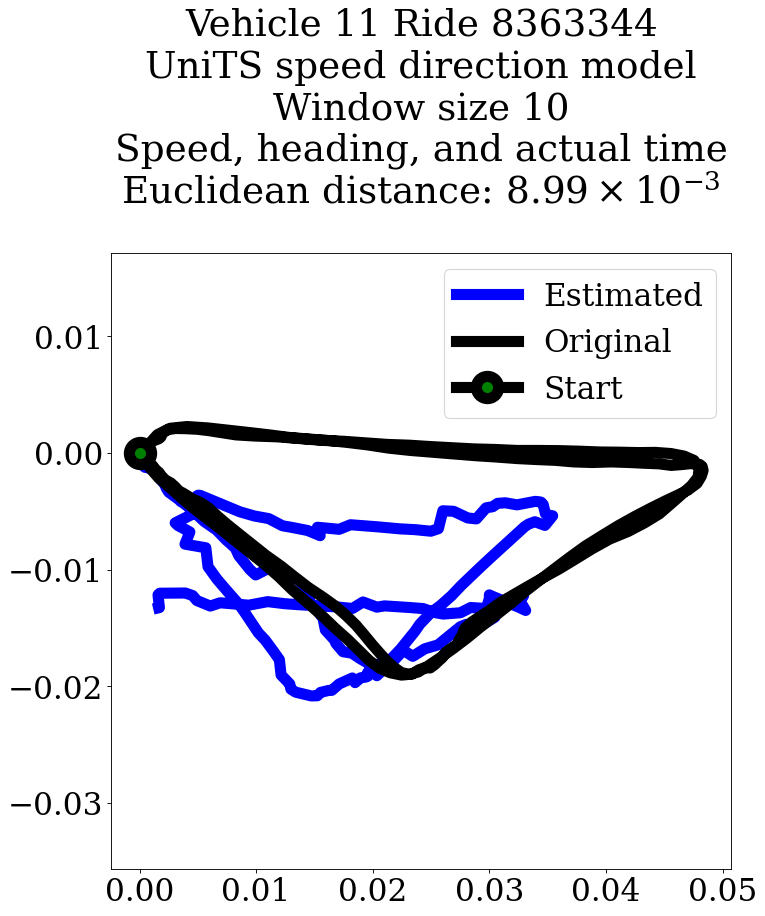 Vehicle 11 Ride 8363344
UniTS speed direction model
Window size 10
Speed, heading, and actual time
Euclidean distance: 8.99 × 10⁻³
Estimated
Original
Start
0.01
0.00
−0.01
−0.02
−0.03
0.00 0.01 0.02 0.03 0.04 0.05